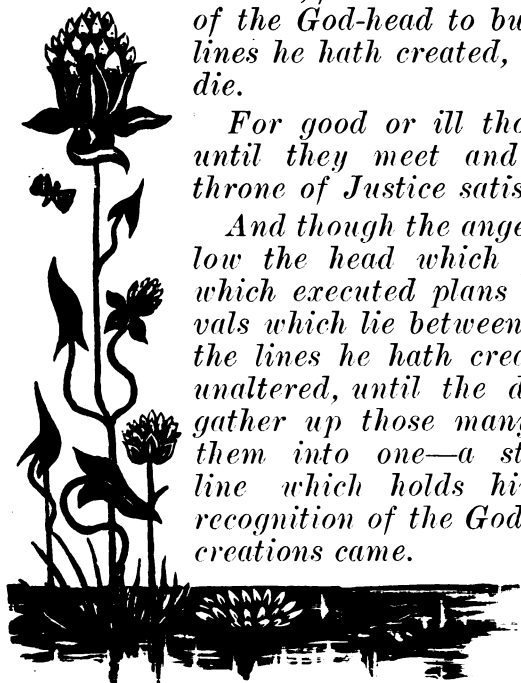 of the God-head to bu
lines he hath created,
die.
For good or ill tho
until they meet and
throne of Justice satis
And though the ange
low the head which
which executed plans
vals which lie between
the lines he hath crea
unaltered, until the d
gather up those many
them into one—a st
line which holds hi
recognition of the God
creations came.